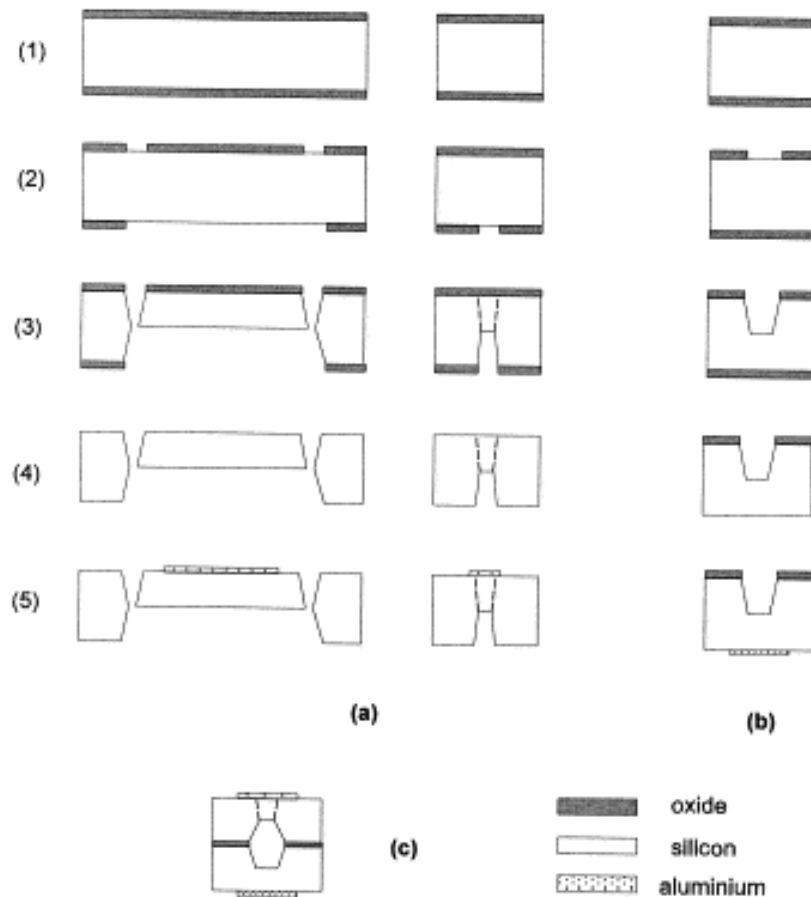 (1)
(2)
(3)
(4)
(5)
(a)
(b)
(c)
oxide
silicon
aluminium